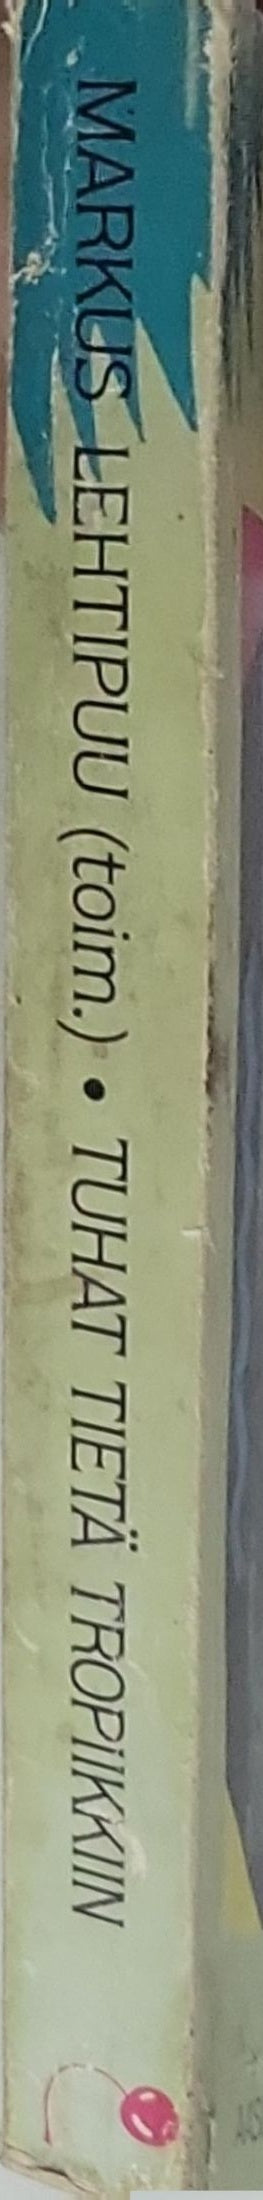 MARKUS LEHTIPUU (toim.) • TUHAT TIETÄ TROPIIKKIIN